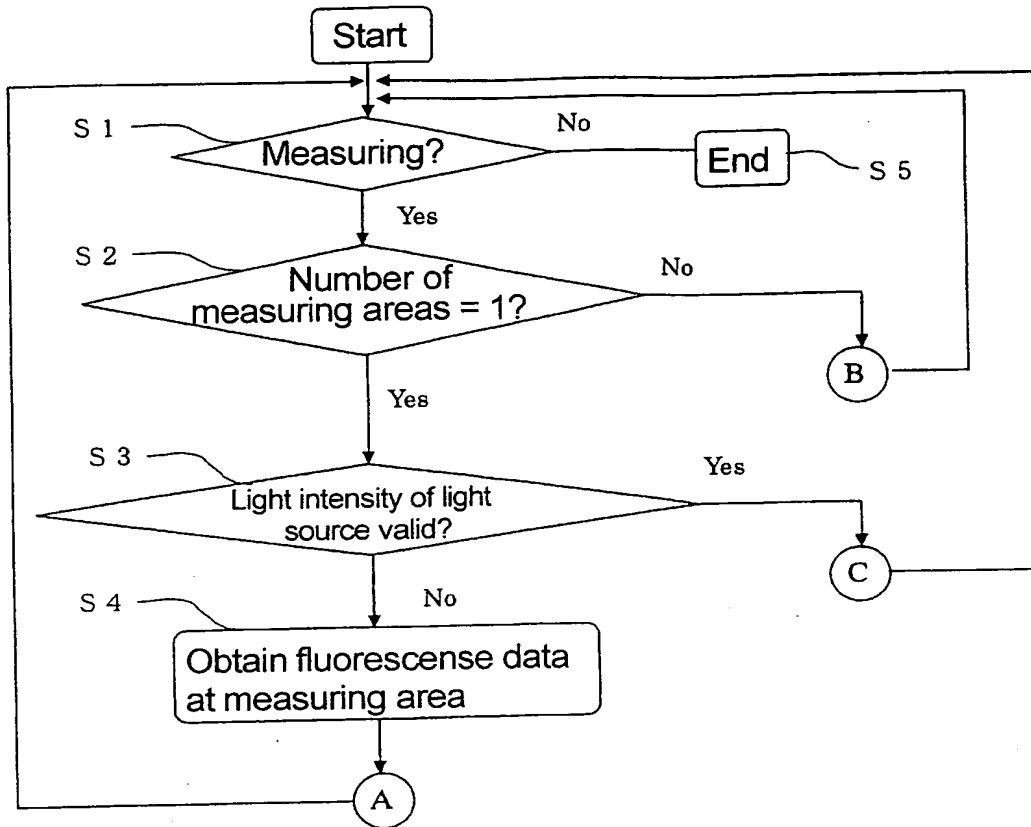 Start
S 1
Measuring?
No
End
S 5
Yes
S 2
Number of
measuring areas = 1?
No
B
Yes
S 3
Light intensity of light
source valid?
Yes
C
No
S 4
Obtain fluorescense data
at measuring area
A